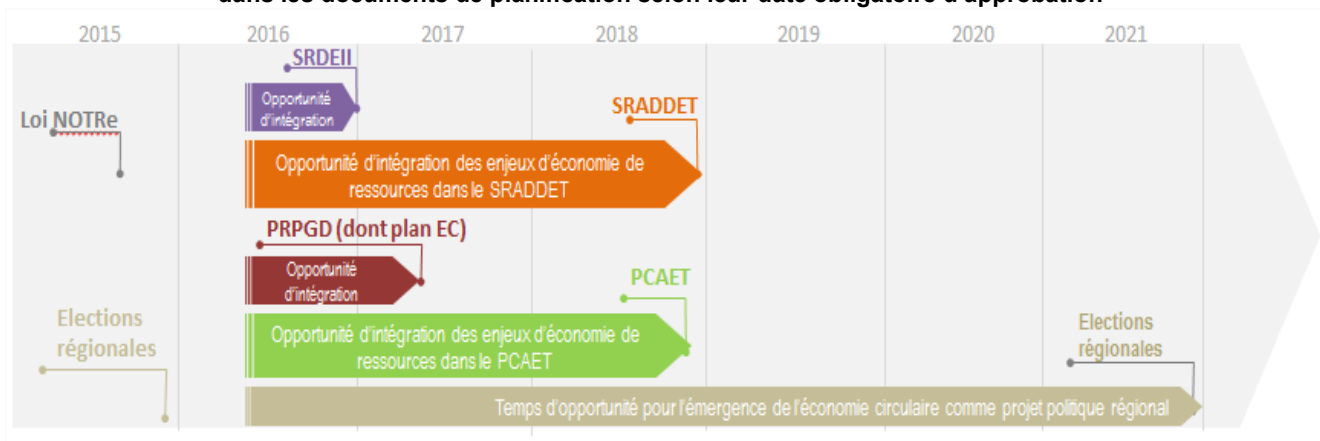 dans les documents de planification selon leur date obligatoire d'approbation
2015 2016 2017 2018 2019 2020 2021
SRDEII
Opportunité
d'intégration
Loi NOTRe
SRADDET
Opportunité d'intégration des enjeux d'économie de
ressources dans le SRADDET
PRPGD (dont plan EC)
Opportunité
d'intégration
PCAET
Elections
régionales
Opportunité d'intégration des enjeux d'économie de
ressources dans le PCAET
Elections
régionales
Temps d'opportunité pour l'émergence de l'économie circulaire comme projet politique régional